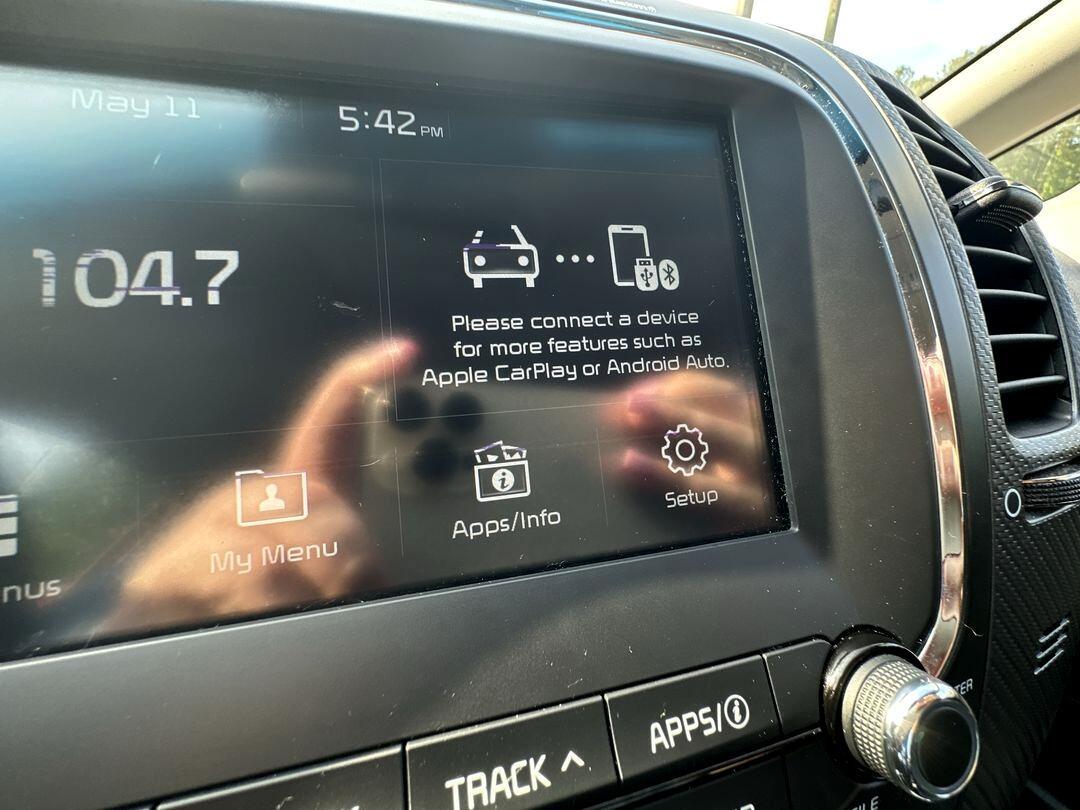 May 11
5:42 PM
104.7
Please connect a device
for more features such as
Apple CarPlay or Android Auto.
My Menu
Apps/Info
Setup
TRACK ^
APPS/i